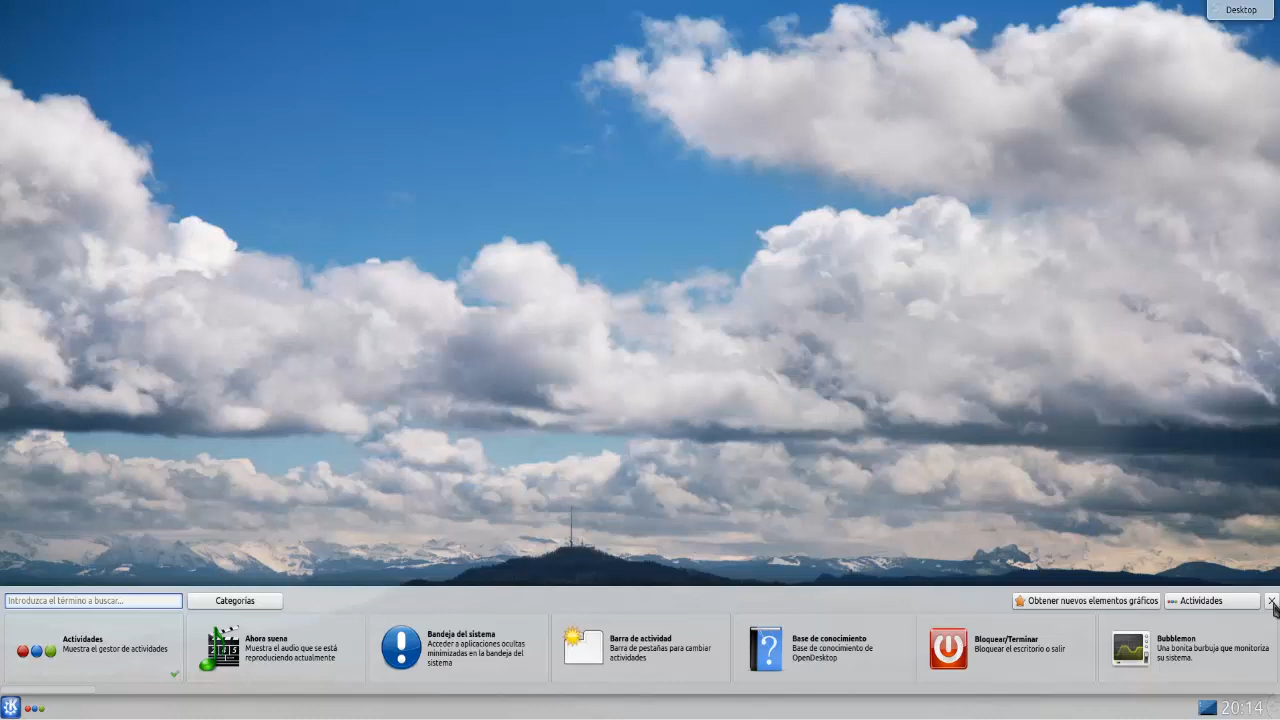 Desktop
Introduzca el término a buscar...
Categorías
Obtener nuevos elementos gráficos
Actividades
Actividades
Muestra el gestor de actividades
Ahora suena
Muestra el audio que se está
reproduciendo actualmente
Bandeja del sistema
Acceder a aplicaciones ocultas
minimizadas en la bandeja del
sistema
Barra de actividad
Barra de pestañas para cambiar
actividades
Base de conocimiento
Base de conocimiento de
OpenDesktop
Bloquear/Terminar
Bloquear el escritorio o salir
Bubblemon
Una bonita burbuja que monitoriza
su sistema.
20:14